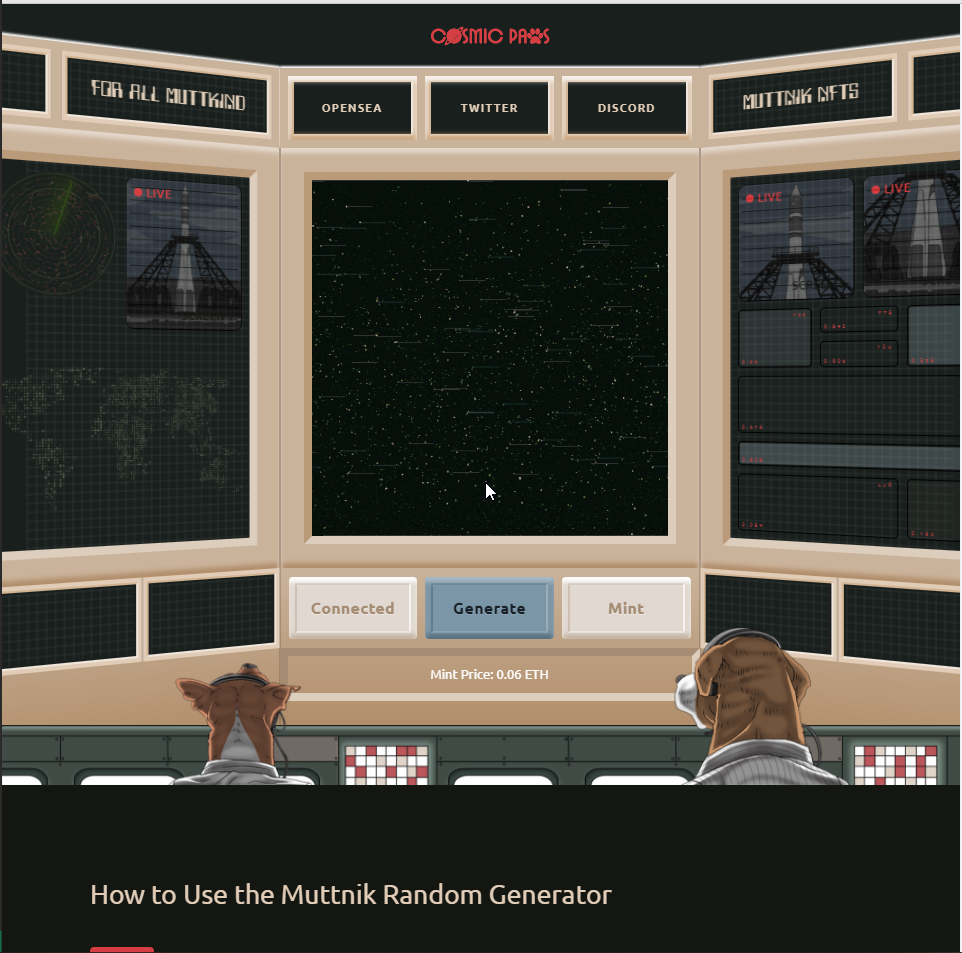 COSMIC PAWS
FOR ALL MUTTKIND
OPENSEA
TWITTER
DISCORD
MUTTNIK NFTS
LIVE
LIVE
LIVE
Connected
Generate
Mint
Mint Price: 0.06 ETH
How to Use the Muttnik Random Generator